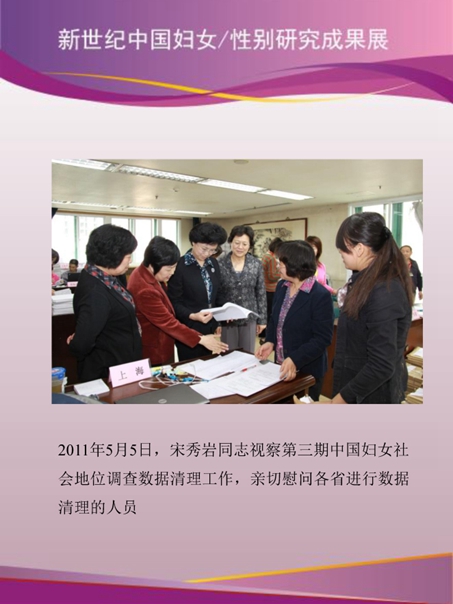 新世纪中国妇女/性别研究成果展
上 海
2011年5月5日，宋秀岩同志视察第三期中国妇女社
会地位调查数据清理工作，亲切慰问各省进行数据
清理的人员